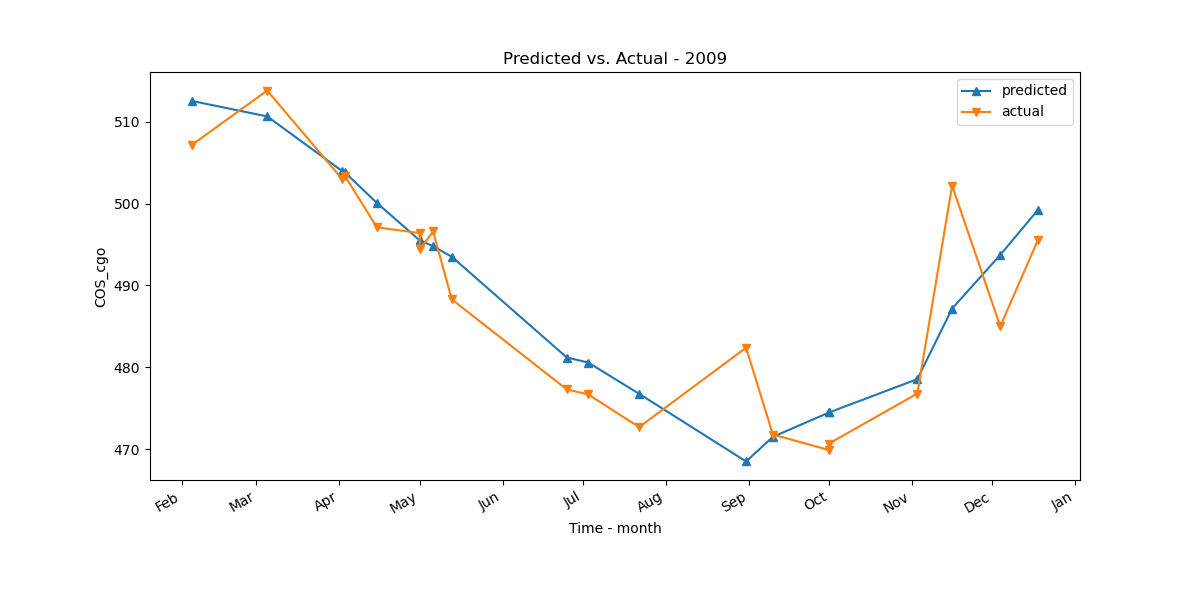 Predicted vs. Actual - 2009
predicted
actual
COS_cgo
510
500
490
480
470
Feb
Mar
Apr
May
Jun
Jul
Aug
Sep
Oct
Nov
Dec
Jan
Time - month